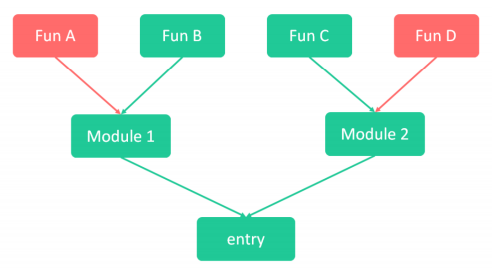 Fun A
Fun B
Fun C
Fun D
Module 1
Module 2
entry